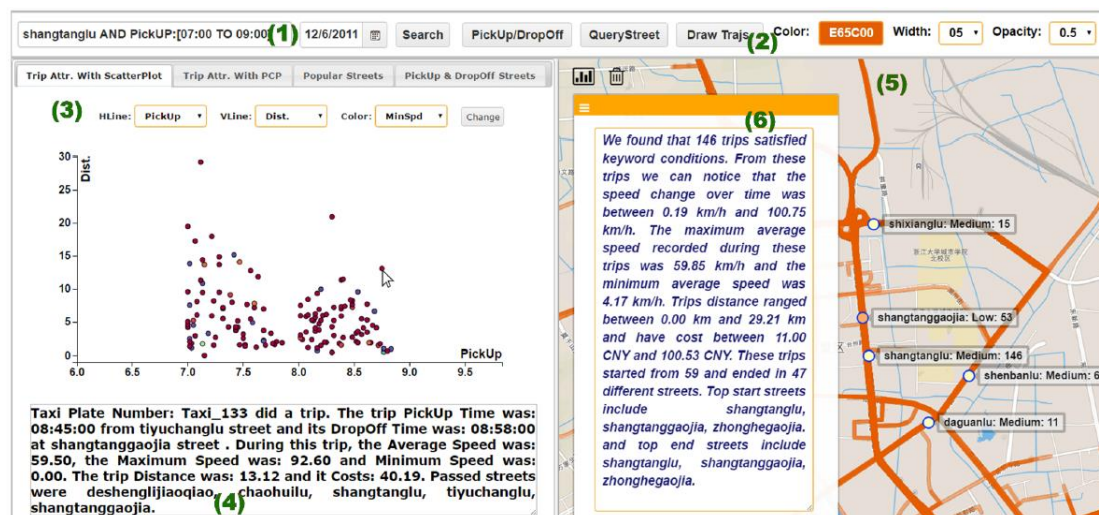 shangtanglu AND PickUP:[07:00 TO 09:00]
(1)
12/6/2011
Search
PickUp/DropOff
QueryStreet
Draw Trajs
(2)
Color:
E65C00
Width:
05
Opacity:
0.5
Trip Attr. With ScatterPlot
Trip Attr. With PCP
Popular Streets
PickUp & DropOff Streets
(3)
HLine:
PickUp
VLine:
Dist.
Color:
MinSpd
Change
Dist.
30
25
20
15
10
5
0
PickUp
6.0 6.5 7.0 7.5 8.0 8.5 9.0 9.5
Taxi Plate Number: Taxi_133 did a trip. The trip PickUp Time was:
08:45:00 from tiyuchanglu street and its DropOff Time was: 08:58:00
at shangtanggaojia street . During this trip, the Average Speed was:
59.50, the Maximum Speed was: 92.60 and Minimum Speed was:
0.00. The trip Distance was: 13.12 and it Costs: 40.19. Passed streets
were deshenglijiaoqiao, chaohuilu, shangtanglu, tiyuchanglu,
shangtanggaojia.
(4)
(5)
(6)
We found that 146 trips satisfied
keyword conditions. From these
trips we can notice that the
speed change over time was
between 0.19 km/h and 100.75
km/h. The maximum average
speed recorded during these
trips was 59.85 km/h and the
minimum average speed was
4.17 km/h. Trips distance ranged
between 0.00 km and 29.21 km
and have cost between 11.00
CNY and 100.53 CNY. These trips
started from 59 and ended in 47
different streets. Top start streets
include shangtanglu,
shangtanggaojia, zhonghegaojia.
and top end streets include
shangtanglu, shangtanggaojia,
zhonghegaojia.
shixianglu: Medium: 15
浙江大学城市学院
北校区
shangtanggaojia: Low: 53
shangtanglu: Medium: 146
shenbanlu: Medium: 6
daguanlu: Medium: 11